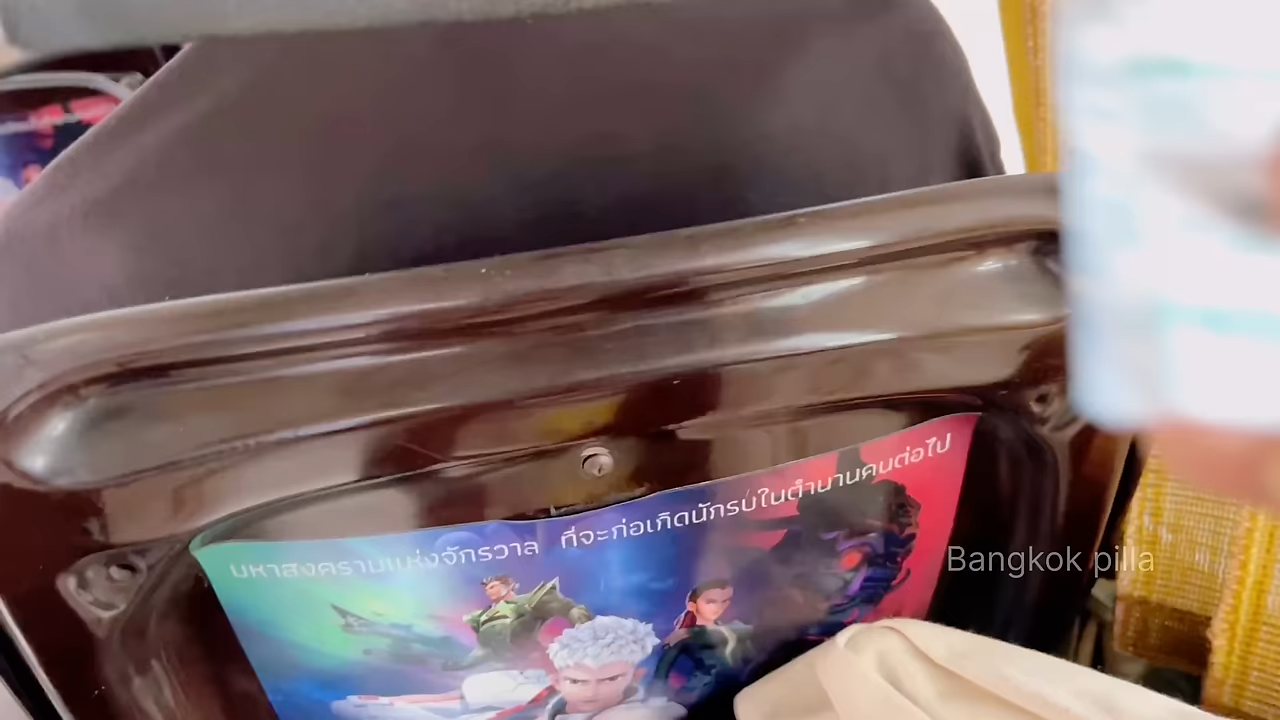 มหาสงครามแห่งจักรวาล ที่จะก่อเกิดนักรบในตำนานคนต่อไป
Bangkok pilla